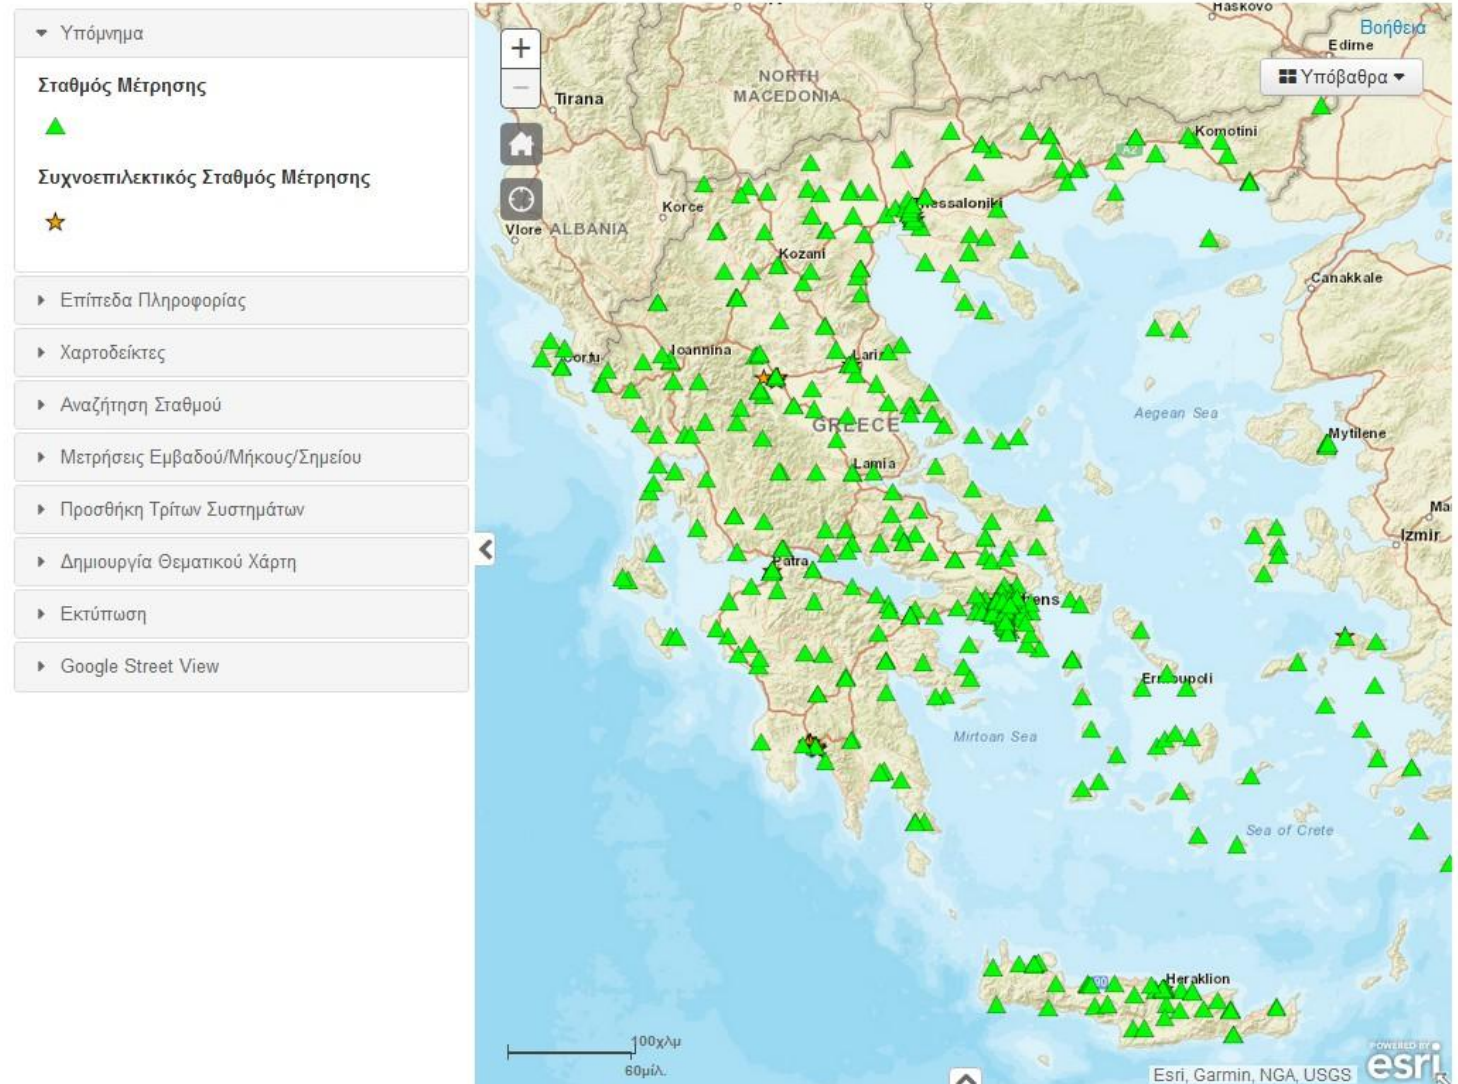 Υπόμνημα
Σταθμός Μέτρησης
Συχνοεπιλεκτικός Σταθμός Μέτρησης
Επίπεδα Πληροφορίας
Χαρτοδείκτες
Αναζήτηση Σταθμού
Μετρήσεις Εμβαδού/Μήκους/Σημείου
Προσθήκη Τρίτων Συστημάτων
Δημιουργία Θεματικού Χάρτη
Εκτύπωση
Google Street View
Haskovo
Βοήθεια
Edirne
Υπόβαθρα
NORTH
MACEDONIA
Tirana
Komotini
A2
Korce
Thessaloniki
Vlore
ALBANIA
Kozani
Canakkale
Ioannina
Aegean Sea
GREECE
Mytilene
Lamia
Izmir
Patra
Mirtoan Sea
Sea of Crete
Heraklion
90
100χλμ
60μίλ.
POWERED BY
esri
Esri, Garmin, NGA, USGS